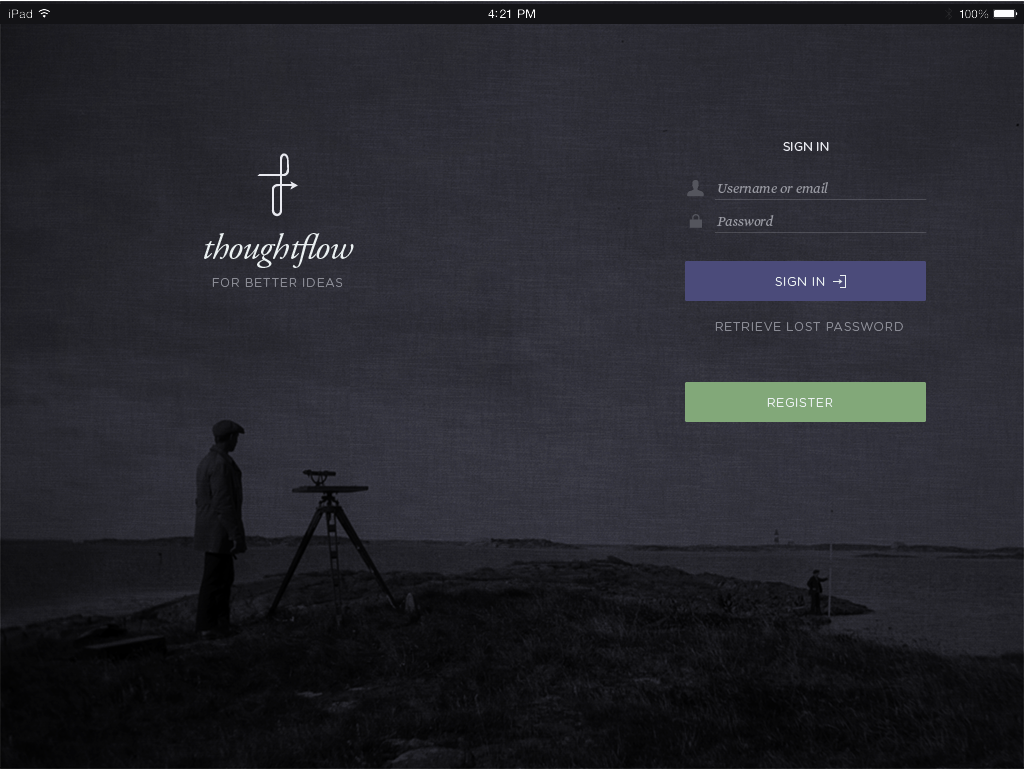 iPad
4:21 PM
100%
thoughtflow
FOR BETTER IDEAS
SIGN IN
Username or email
Password
SIGN IN
RETRIEVE LOST PASSWORD
REGISTER